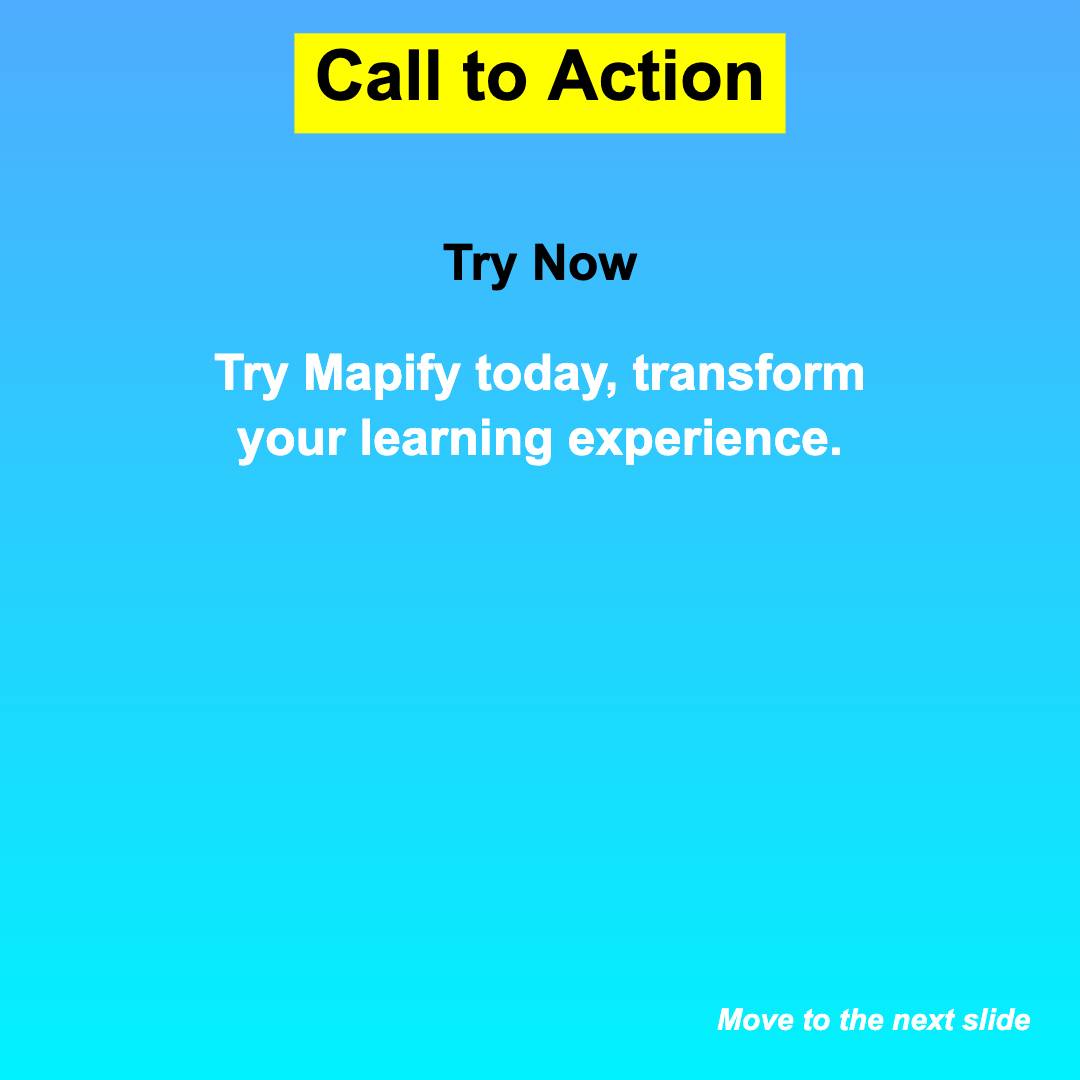 Call to Action
Try Now
Try Mapify today, transform
your learning experience.
Move to the next slide